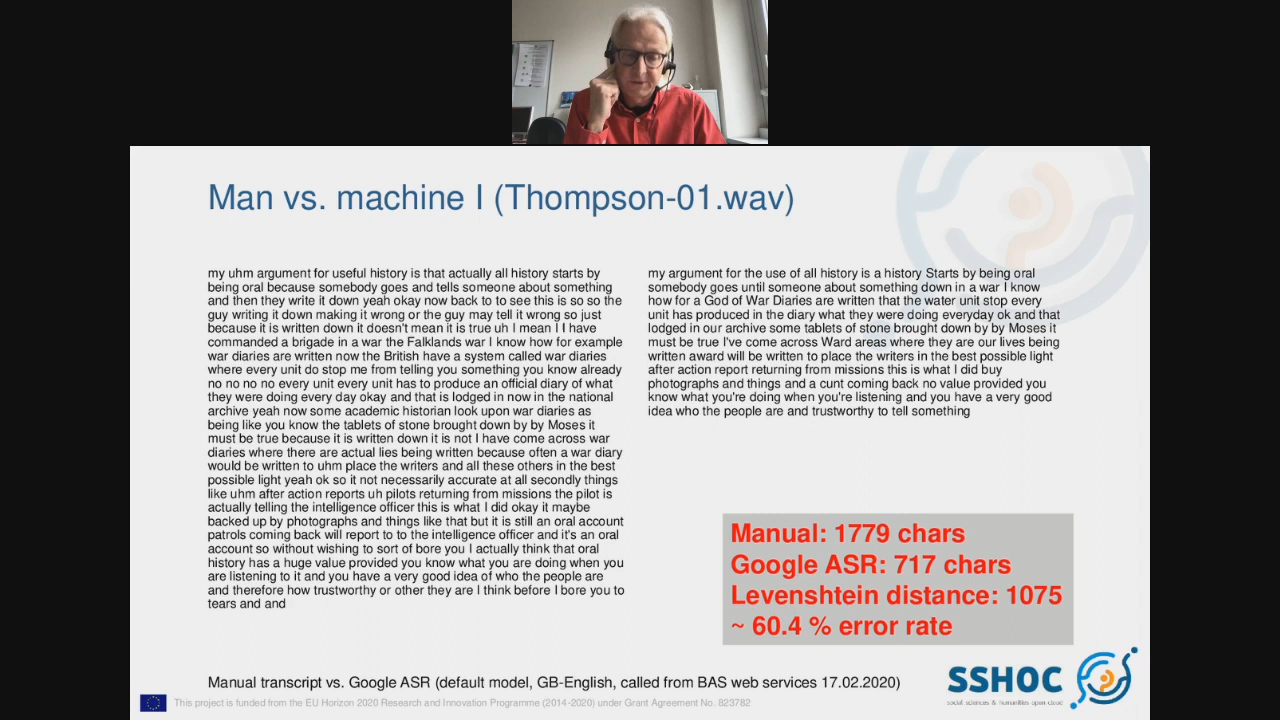 Man vs. machine I (Thompson-01.wav)
my uhm argument for useful history is that actually all history starts by
being oral because somebody goes and tells someone about something
and then they write it down yeah okay now back to to see this is so so the
guy writing it down making it wrong or the guy may tell it wrong so just
because it is written down it doesn't mean it is true uh I mean I I have
commanded a brigade in a war the Falklands war I know how for example
war diaries are written now the British have a system called war diaries
where every unit do stop me from telling you something you know already
no no no no every unit every unit has to produce an official diary of what
they were doing every day okay and that is lodged in now in the national
archive yeah now some academic historian look upon war diaries as
being like you know the tablets of stone brought down by by Moses it
must be true because it is written down it is not I have come across war
diaries where there are actual lies being written because often a war diary
would be written to uhm place the writers and all these others in the best
possible light yeah ok so it not necessarily accurate at all secondly things
like uhm after action reports uh pilots returning from missions the pilot is
actually telling the intelligence officer this is what I did okay it maybe
backed up by photographs and things like that but it is still an oral account
patrols coming back will report to to the intelligence officer and it's an oral
account so without wishing to sort of bore you I actually think that oral
history has a huge value provided you know what you are doing when you
are listening to it and you have a very good idea of who the people are
and therefore how trustworthy or other they are I think before I bore you to
tears and and
my argument for the use of all history is a history Starts by being oral
somebody goes until someone about something down in a war I know
how for a God of War Diaries are written that the water unit stop every
unit has produced in the diary what they were doing everyday ok and that
lodged in our archive some tablets of stone brought down by by Moses it
must be true I've come across Ward areas where they are our lives being
written award will be written to place the writers in the best possible light
after action report returning from missions this is what I did buy
photographs and things and a cunt coming back no value provided you
know what you're doing when you're listening and you have a very good
idea who the people are and trustworthy to tell something
Manual: 1779 chars
Google ASR: 717 chars
Levenshtein distance: 1075
~ 60.4 % error rate
Manual transcript vs. Google ASR (default model, GB-English, called from BAS web services 17.02.2020)
This project is funded from the EU Horizon 2020 Research and Innovation Programme (2014-2020) under Grant Agreement No. 823782
SSHOC
social sciences & humanities open cloud